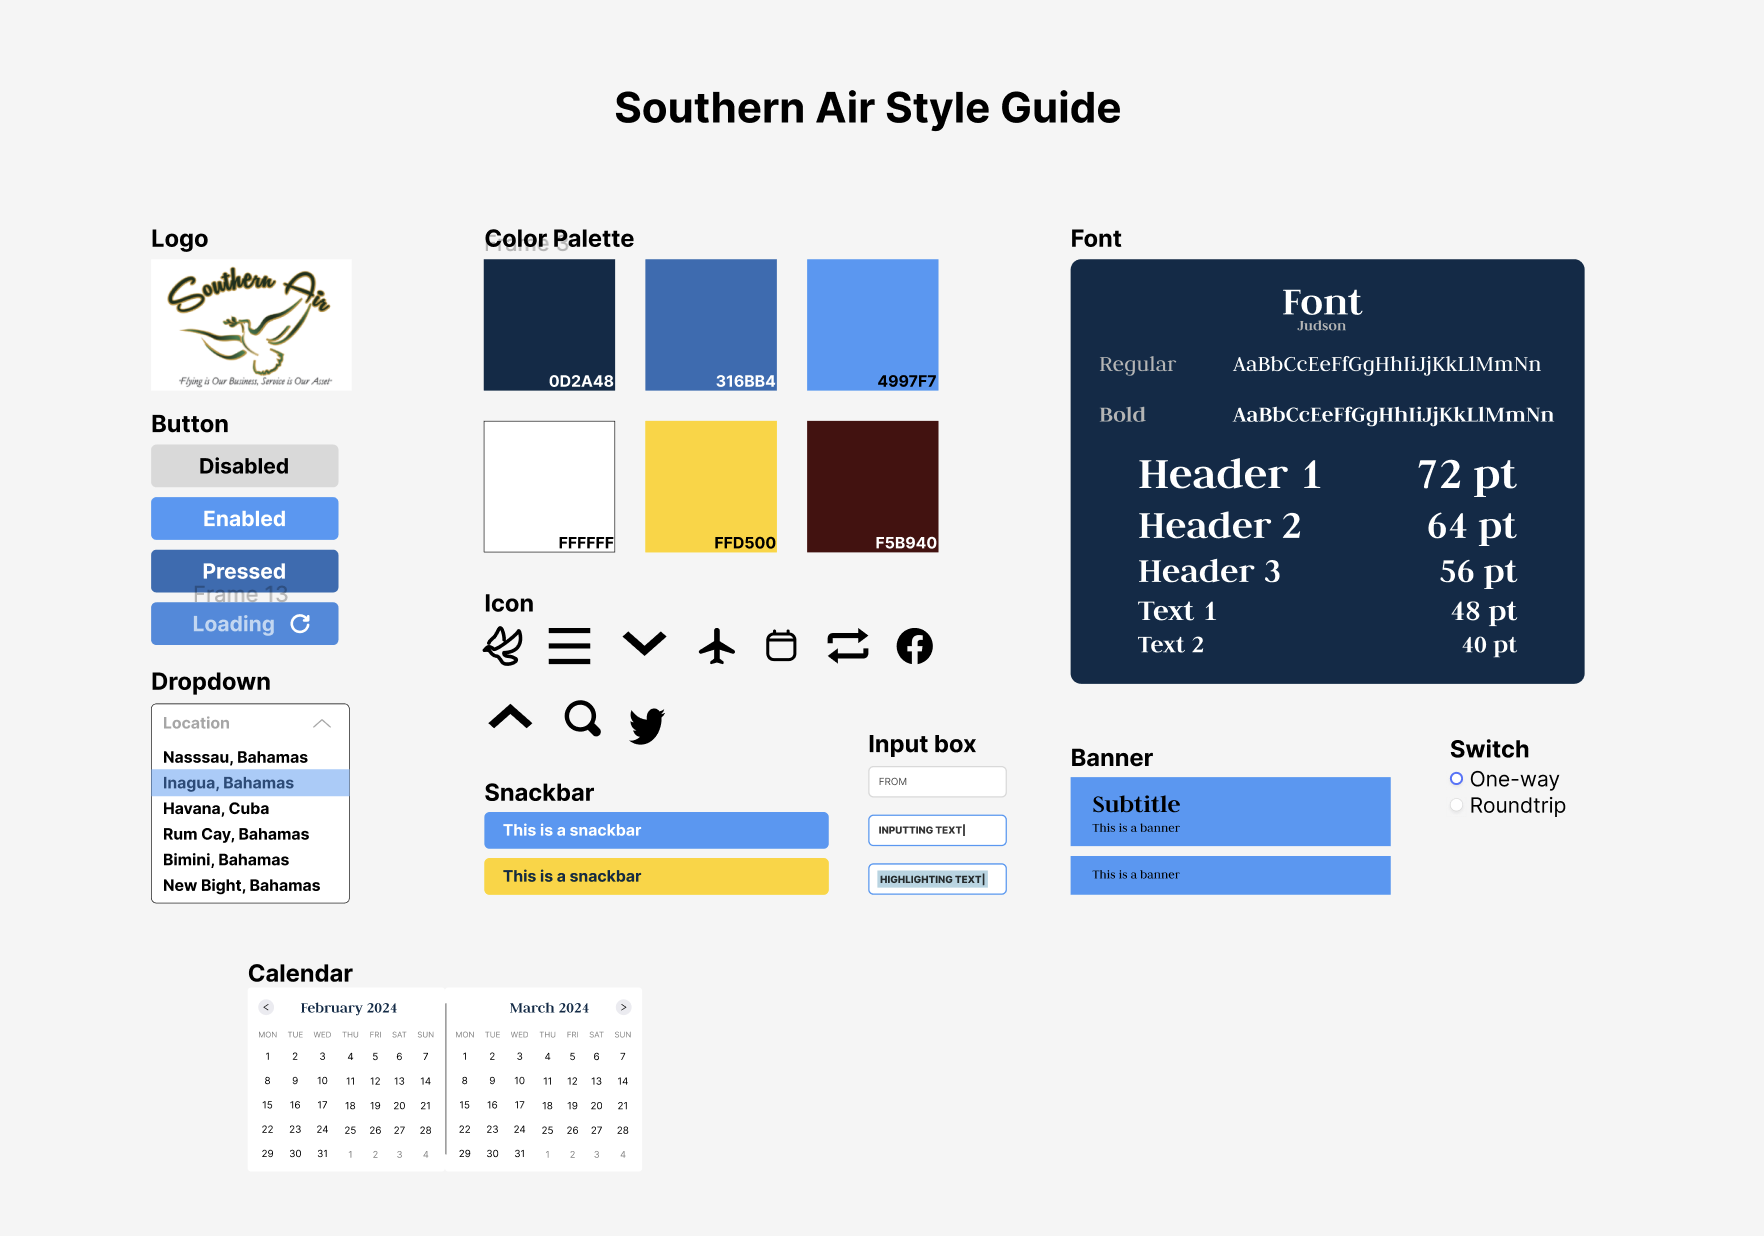 Southern Air Style Guide
Logo
Southern Air
"Flying is Our Business, Service is Our Asset"
Button
Disabled
Enabled
Pressed
Frame 13
Loading
Dropdown
Location
Nasssau, Bahamas
Inagua, Bahamas
Havana, Cuba
Rum Cay, Bahamas
Bimini, Bahamas
New Bight, Bahamas
Color Palette
Frame 3
0D2A48
316BB4
4997F7
FFFFFF
FFD500
F5B940
Icon
Snackbar
This is a snackbar
This is a snackbar
Input box
FROM
INPUTTING TEXT|
HIGHLIGHTING TEXT|
Font
Font
Judson
Regular AaBbCcEeFfGgHhIiJjKkLlMmNn
Bold AaBbCcEeFfGgHhIiJjKkLlMmNn
Header 1 72 pt
Header 2 64 pt
Header 3 56 pt
Text 1 48 pt
Text 2 40 pt
Banner
Subtitle
This is a banner
This is a banner
Switch
One-way
Roundtrip
Calendar
< February 2024
MON TUE WED THU FRI SAT SUN
1 2 3 4 5 6 7
8 9 10 11 12 13 14
15 16 17 18 19 20 21
22 23 24 25 26 27 28
29 30 31 1 2 3 4
March 2024 >
MON TUE WED THU FRI SAT SUN
1 2 3 4 5 6 7
8 9 10 11 12 13 14
15 16 17 18 19 20 21
22 23 24 25 26 27 28
29 30 31 1 2 3 4